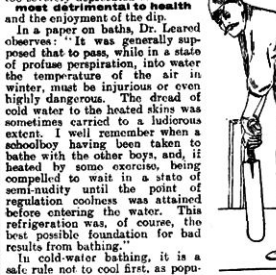 most detrimental to health
and the enjoyment of the dip.
In a paper on baths, Dr. Leared
observes: "It was generally sup-
posed that to pass, while in a state
of profuse perspiration, into water
the temperature of the air in
winter, must be injurious or even
highly dangerous. The dread of
cold water to the heated skins was
sometimes carried to a ludicrous
extent. I well remember when a
schoolboy having been taken to
bathe with the other boys, and, if
heated by some exercise, being
compelled to wait in a state of
semi-nudity until the point of
regulation coolness was attained
before entering the water. This
refrigeration was, of course, the
best possible foundation for bad
results from bathing."
In cold-water bathing, it is a
safe rule not to cool first, as popu-